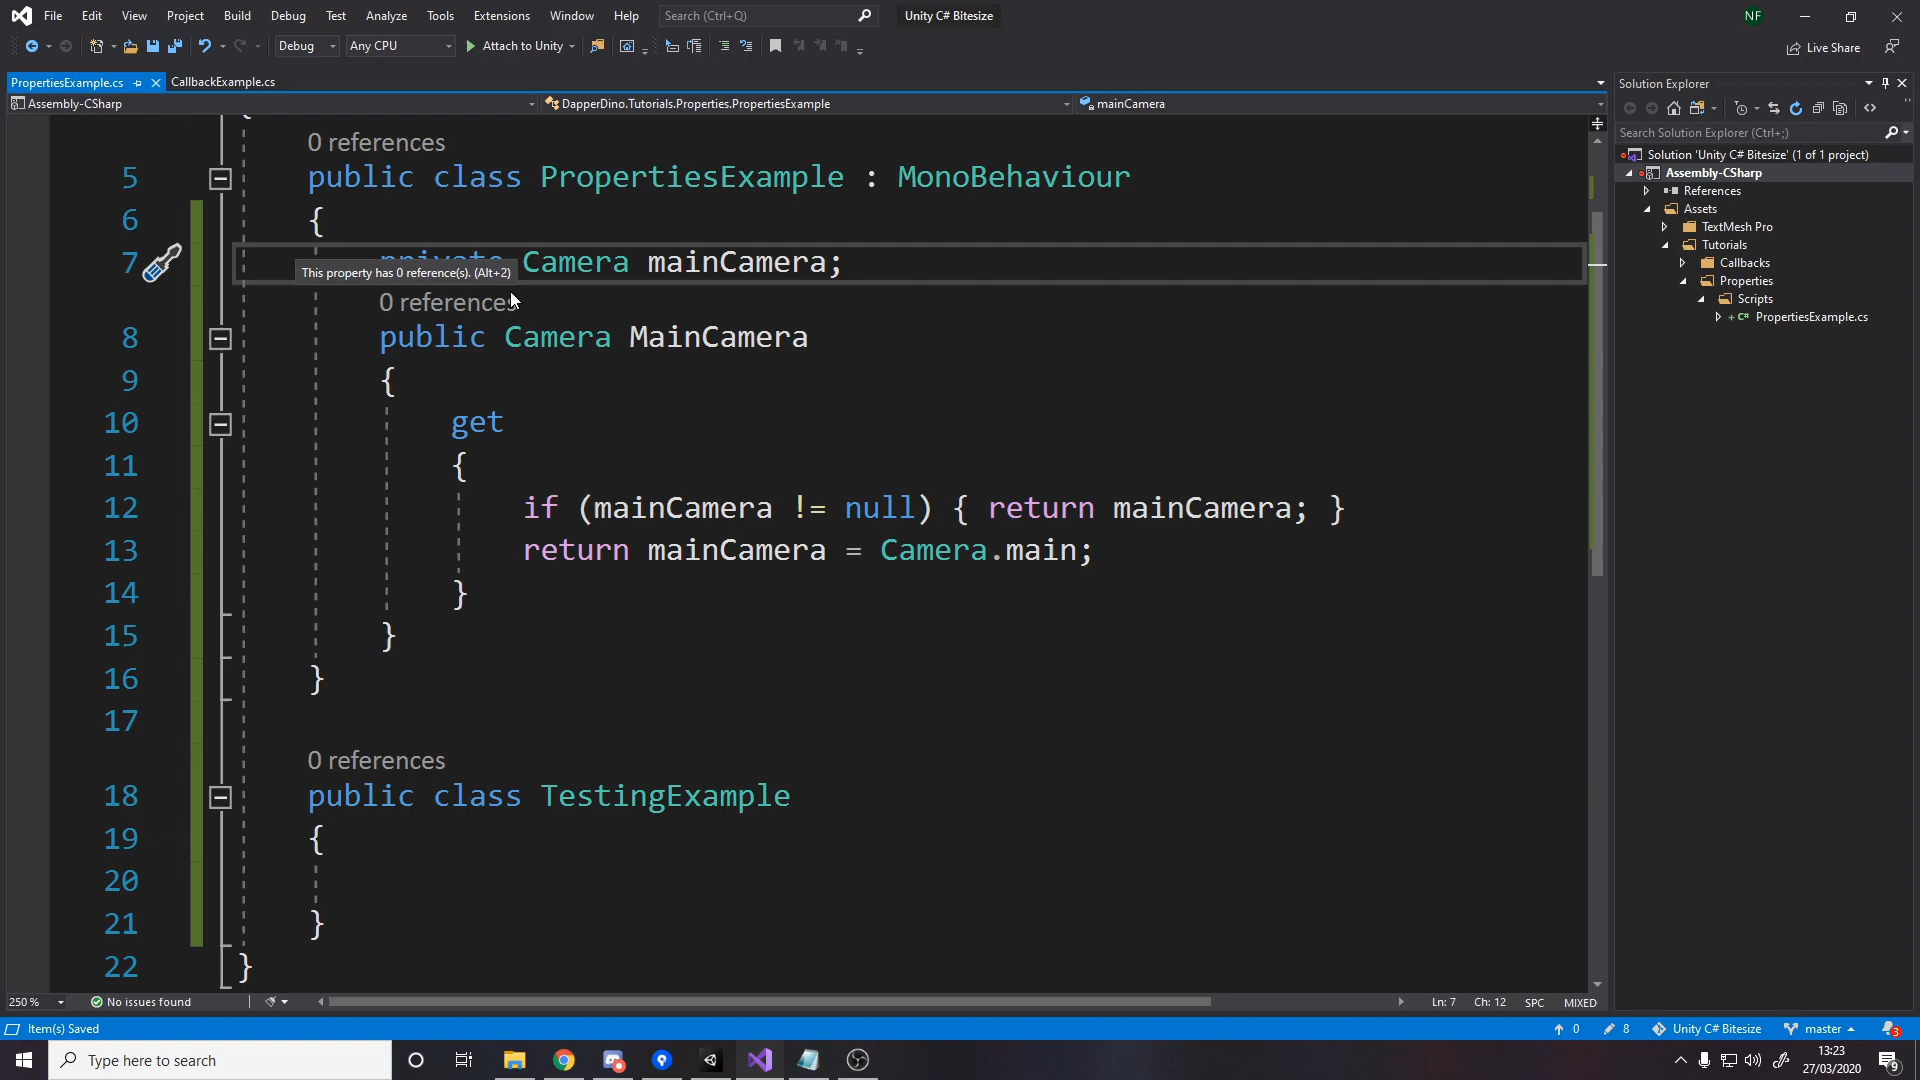 File Edit View Project Build Debug Test Analyze Tools Extensions Window Help Search (Ctrl+Q) Unity C# Bitesize NF
Debug Any CPU Attach to Unity Live Share
PropertiesExample.cs CallbackExample.cs
Assembly-CSharp DapperDino.Tutorials.Properties.PropertiesExample mainCamera
0 references
5 public class PropertiesExample : MonoBehaviour
6 {
7 Camera mainCamera;
This property has 0 reference(s). (Alt+2)
0 references
8 public Camera MainCamera
9 {
10 get
11 {
12 if (mainCamera != null) { return mainCamera; }
13 return mainCamera = Camera.main;
14 }
15 }
16 }
17
0 references
18 public class TestingExample
19 {
20
21 }
22 }
250 % No issues found Ln: 7 Ch: 12 SPC MIXED
Item(s) Saved 0 8 Unity C# Bitesize master 3
Solution Explorer
Search Solution Explorer (Ctrl+;)
Solution 'Unity C# Bitesize' (1 of 1 project)
Assembly-CSharp
References
Assets
TextMesh Pro
Tutorials
Callbacks
Properties
Scripts
C# PropertiesExample.cs
Type here to search
13:23
27/03/2020
9